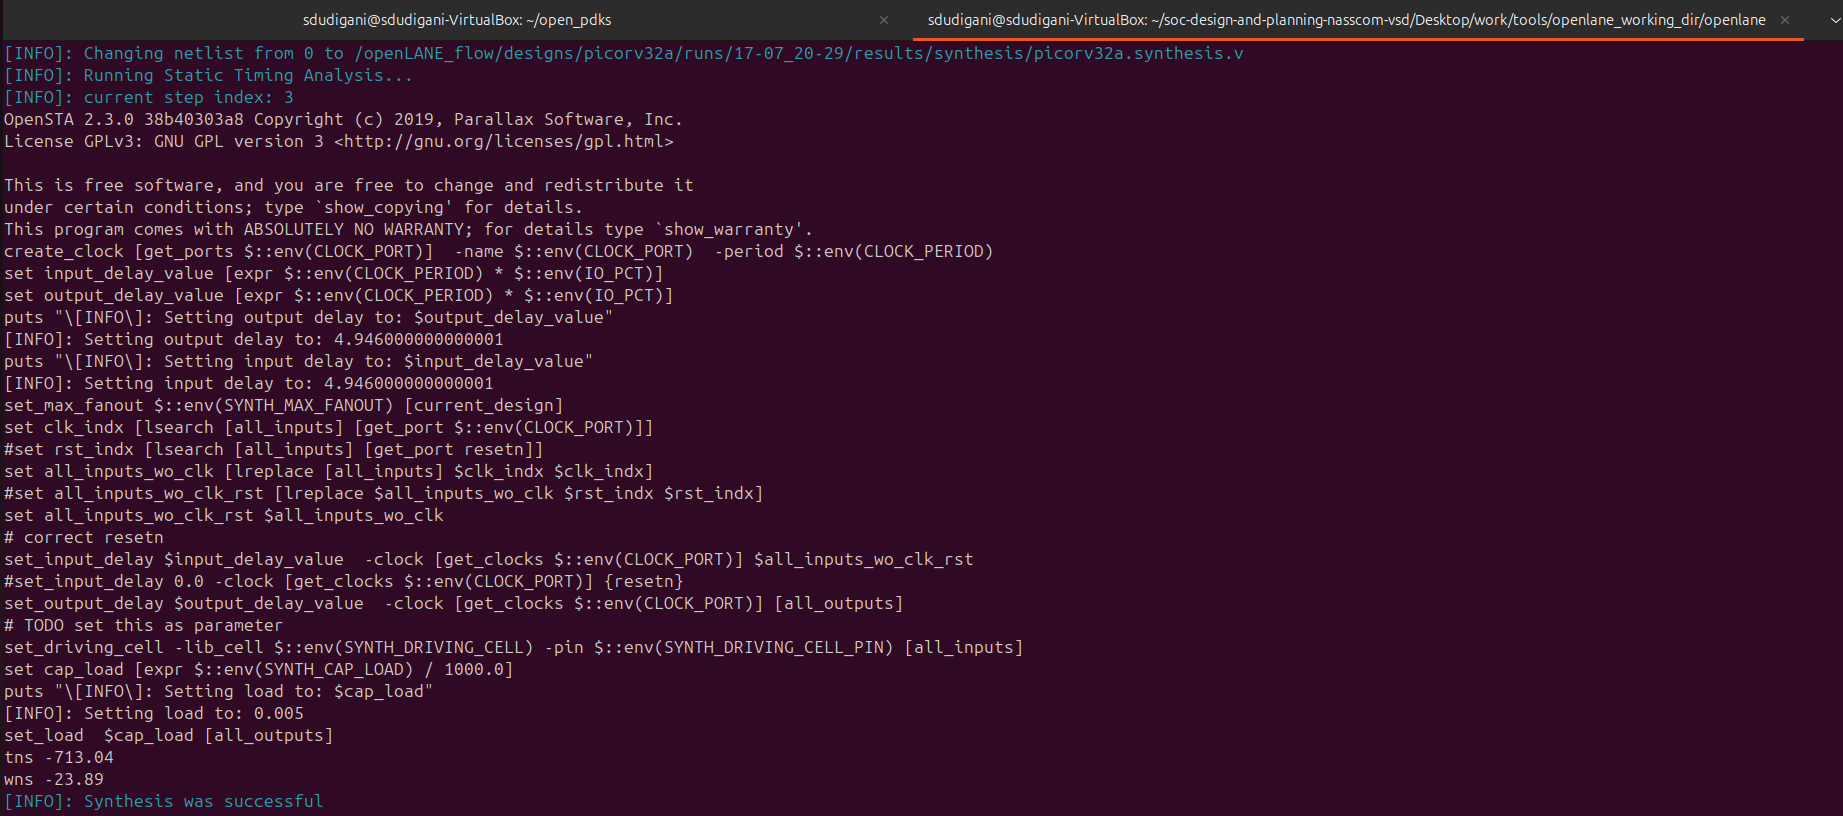 sdudigani@sdudigani-VirtualBox: ~/open_pdks
sdudigani@sdudigani-VirtualBox: ~/soc-design-and-planning-nasscom-vsd/Desktop/work/tools/openlane_working_dir/openlane
[INFO]: Changing netlist from 0 to /openLANE_flow/designs/picorv32a/runs/17-07_20-29/results/synthesis/picorv32a.synthesis.v
[INFO]: Running Static Timing Analysis...
[INFO]: current step index: 3
OpenSTA 2.3.0 38b40303a8 Copyright (c) 2019, Parallax Software, Inc.
License GPLv3: GNU GPL version 3 <http://gnu.org/licenses/gpl.html>

This is free software, and you are free to change and redistribute it
under certain conditions; type `show_copying' for details.
This program comes with ABSOLUTELY NO WARRANTY; for details type `show_warranty'.
create_clock [get_ports $::env(CLOCK_PORT)]  -name $::env(CLOCK_PORT)  -period $::env(CLOCK_PERIOD)
set input_delay_value [expr $::env(CLOCK_PERIOD) * $::env(IO_PCT)]
set output_delay_value [expr $::env(CLOCK_PERIOD) * $::env(IO_PCT)]
puts "\[INFO\]: Setting output delay to: $output_delay_value"
[INFO]: Setting output delay to: 4.946000000000001
puts "\[INFO\]: Setting input delay to: $input_delay_value"
[INFO]: Setting input delay to: 4.946000000000001
set_max_fanout $::env(SYNTH_MAX_FANOUT) [current_design]
set clk_indx [lsearch [all_inputs] [get_port $::env(CLOCK_PORT)]]
#set rst_indx [lsearch [all_inputs] [get_port resetn]]
set all_inputs_wo_clk [lreplace [all_inputs] $clk_indx $clk_indx]
#set all_inputs_wo_clk_rst [lreplace $all_inputs_wo_clk $rst_indx $rst_indx]
set all_inputs_wo_clk_rst $all_inputs_wo_clk
# correct resetn
set_input_delay $input_delay_value  -clock [get_clocks $::env(CLOCK_PORT)] $all_inputs_wo_clk_rst
#set_input_delay 0.0 -clock [get_clocks $::env(CLOCK_PORT)] {resetn}
set_output_delay $output_delay_value  -clock [get_clocks $::env(CLOCK_PORT)] [all_outputs]
# TODO set this as parameter
set_driving_cell -lib_cell $::env(SYNTH_DRIVING_CELL) -pin $::env(SYNTH_DRIVING_CELL_PIN) [all_inputs]
set cap_load [expr $::env(SYNTH_CAP_LOAD) / 1000.0]
puts "\[INFO\]: Setting load to: $cap_load"
[INFO]: Setting load to: 0.005
set_load  $cap_load [all_outputs]
tns -713.04
wns -23.89
[INFO]: Synthesis was successful